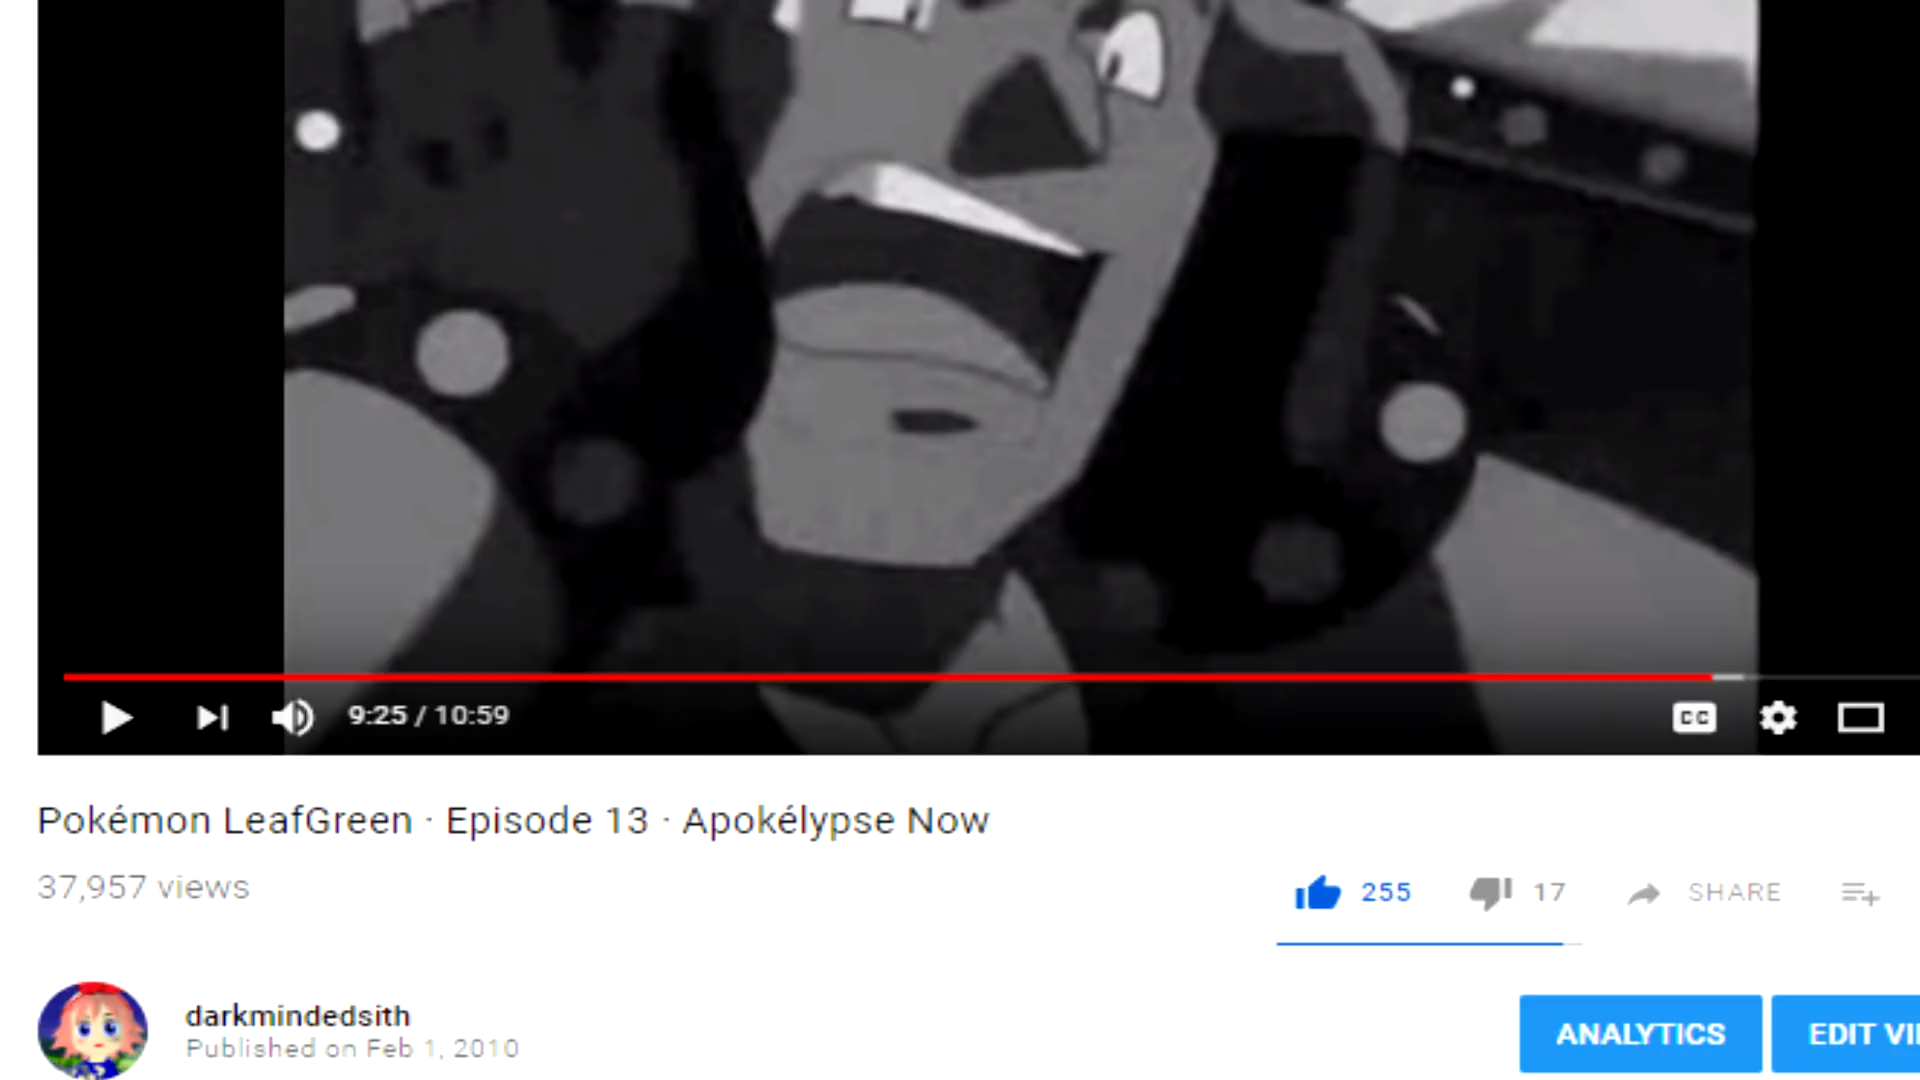 9:25 / 10:59
CC
Pokémon LeafGreen · Episode 13 · Apokélypse Now
37,957 views
255
17
SHARE
darkmindedsith
Published on Feb 1, 2010
ANALYTICS
EDIT VI